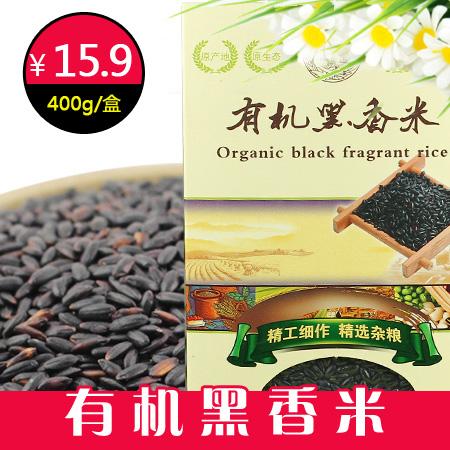 ¥15.9
400g/盒
原产地 原生态
有机黑香米
Organic black fragrant rice
精工细作 精选杂粮
有机黑香米